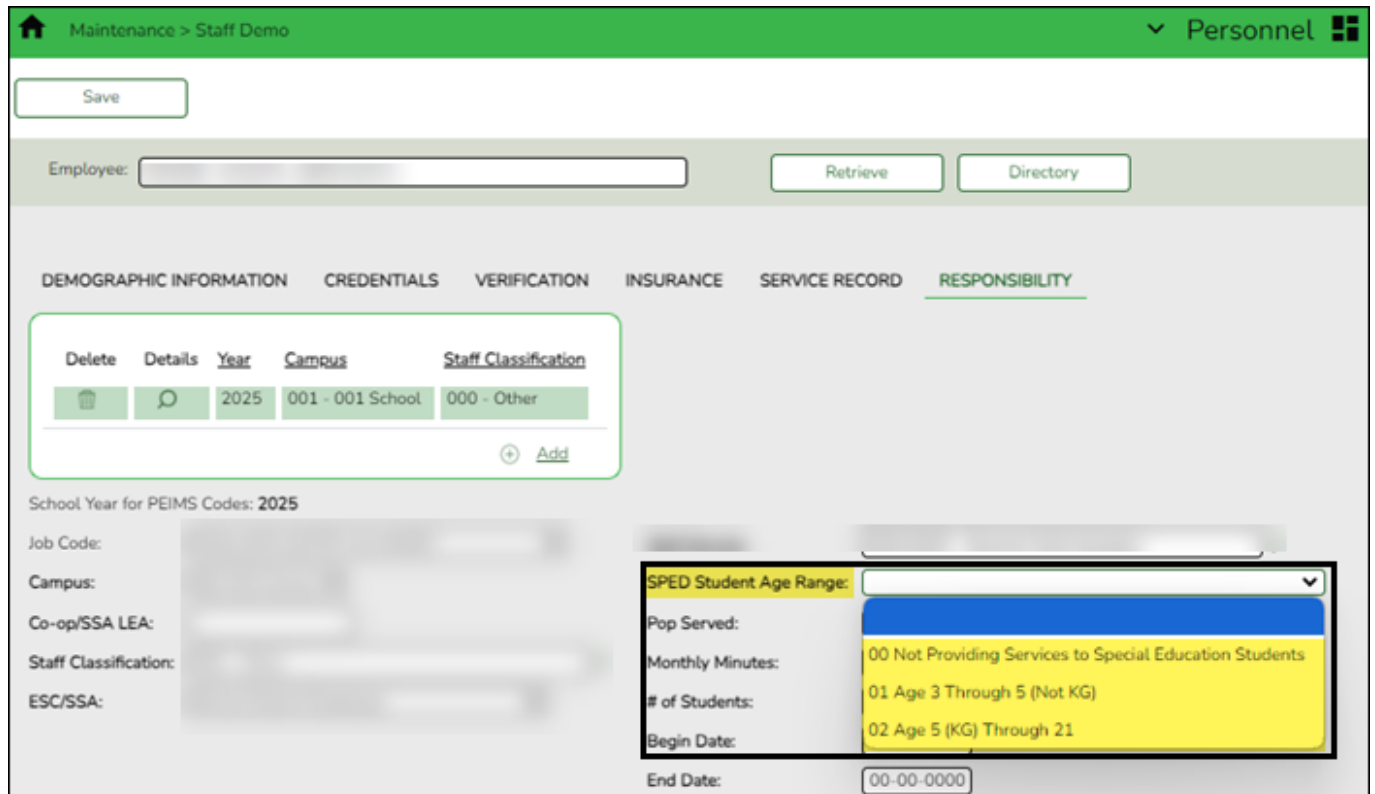 Maintenance > Staff Demo
Personnel
Save
Employee:
Retrieve
Directory
DEMOGRAPHIC INFORMATION CREDENTIALS VERIFICATION INSURANCE SERVICE RECORD RESPONSIBILITY
Delete Details Year Campus Staff Classification
2025 001 - 001 School 000 - Other
Add
School Year for PEIMS Codes: 2025
Job Code:
Campus:
Co-op/SSA LEA:
Staff Classification:
ESC/SSA:
SPED Student Age Range:
Pop Served:
Monthly Minutes:
# of Students:
Begin Date:
End Date:
00 Not Providing Services to Special Education Students
01 Age 3 Through 5 (Not KG)
02 Age 5 (KG) Through 21
00-00-0000